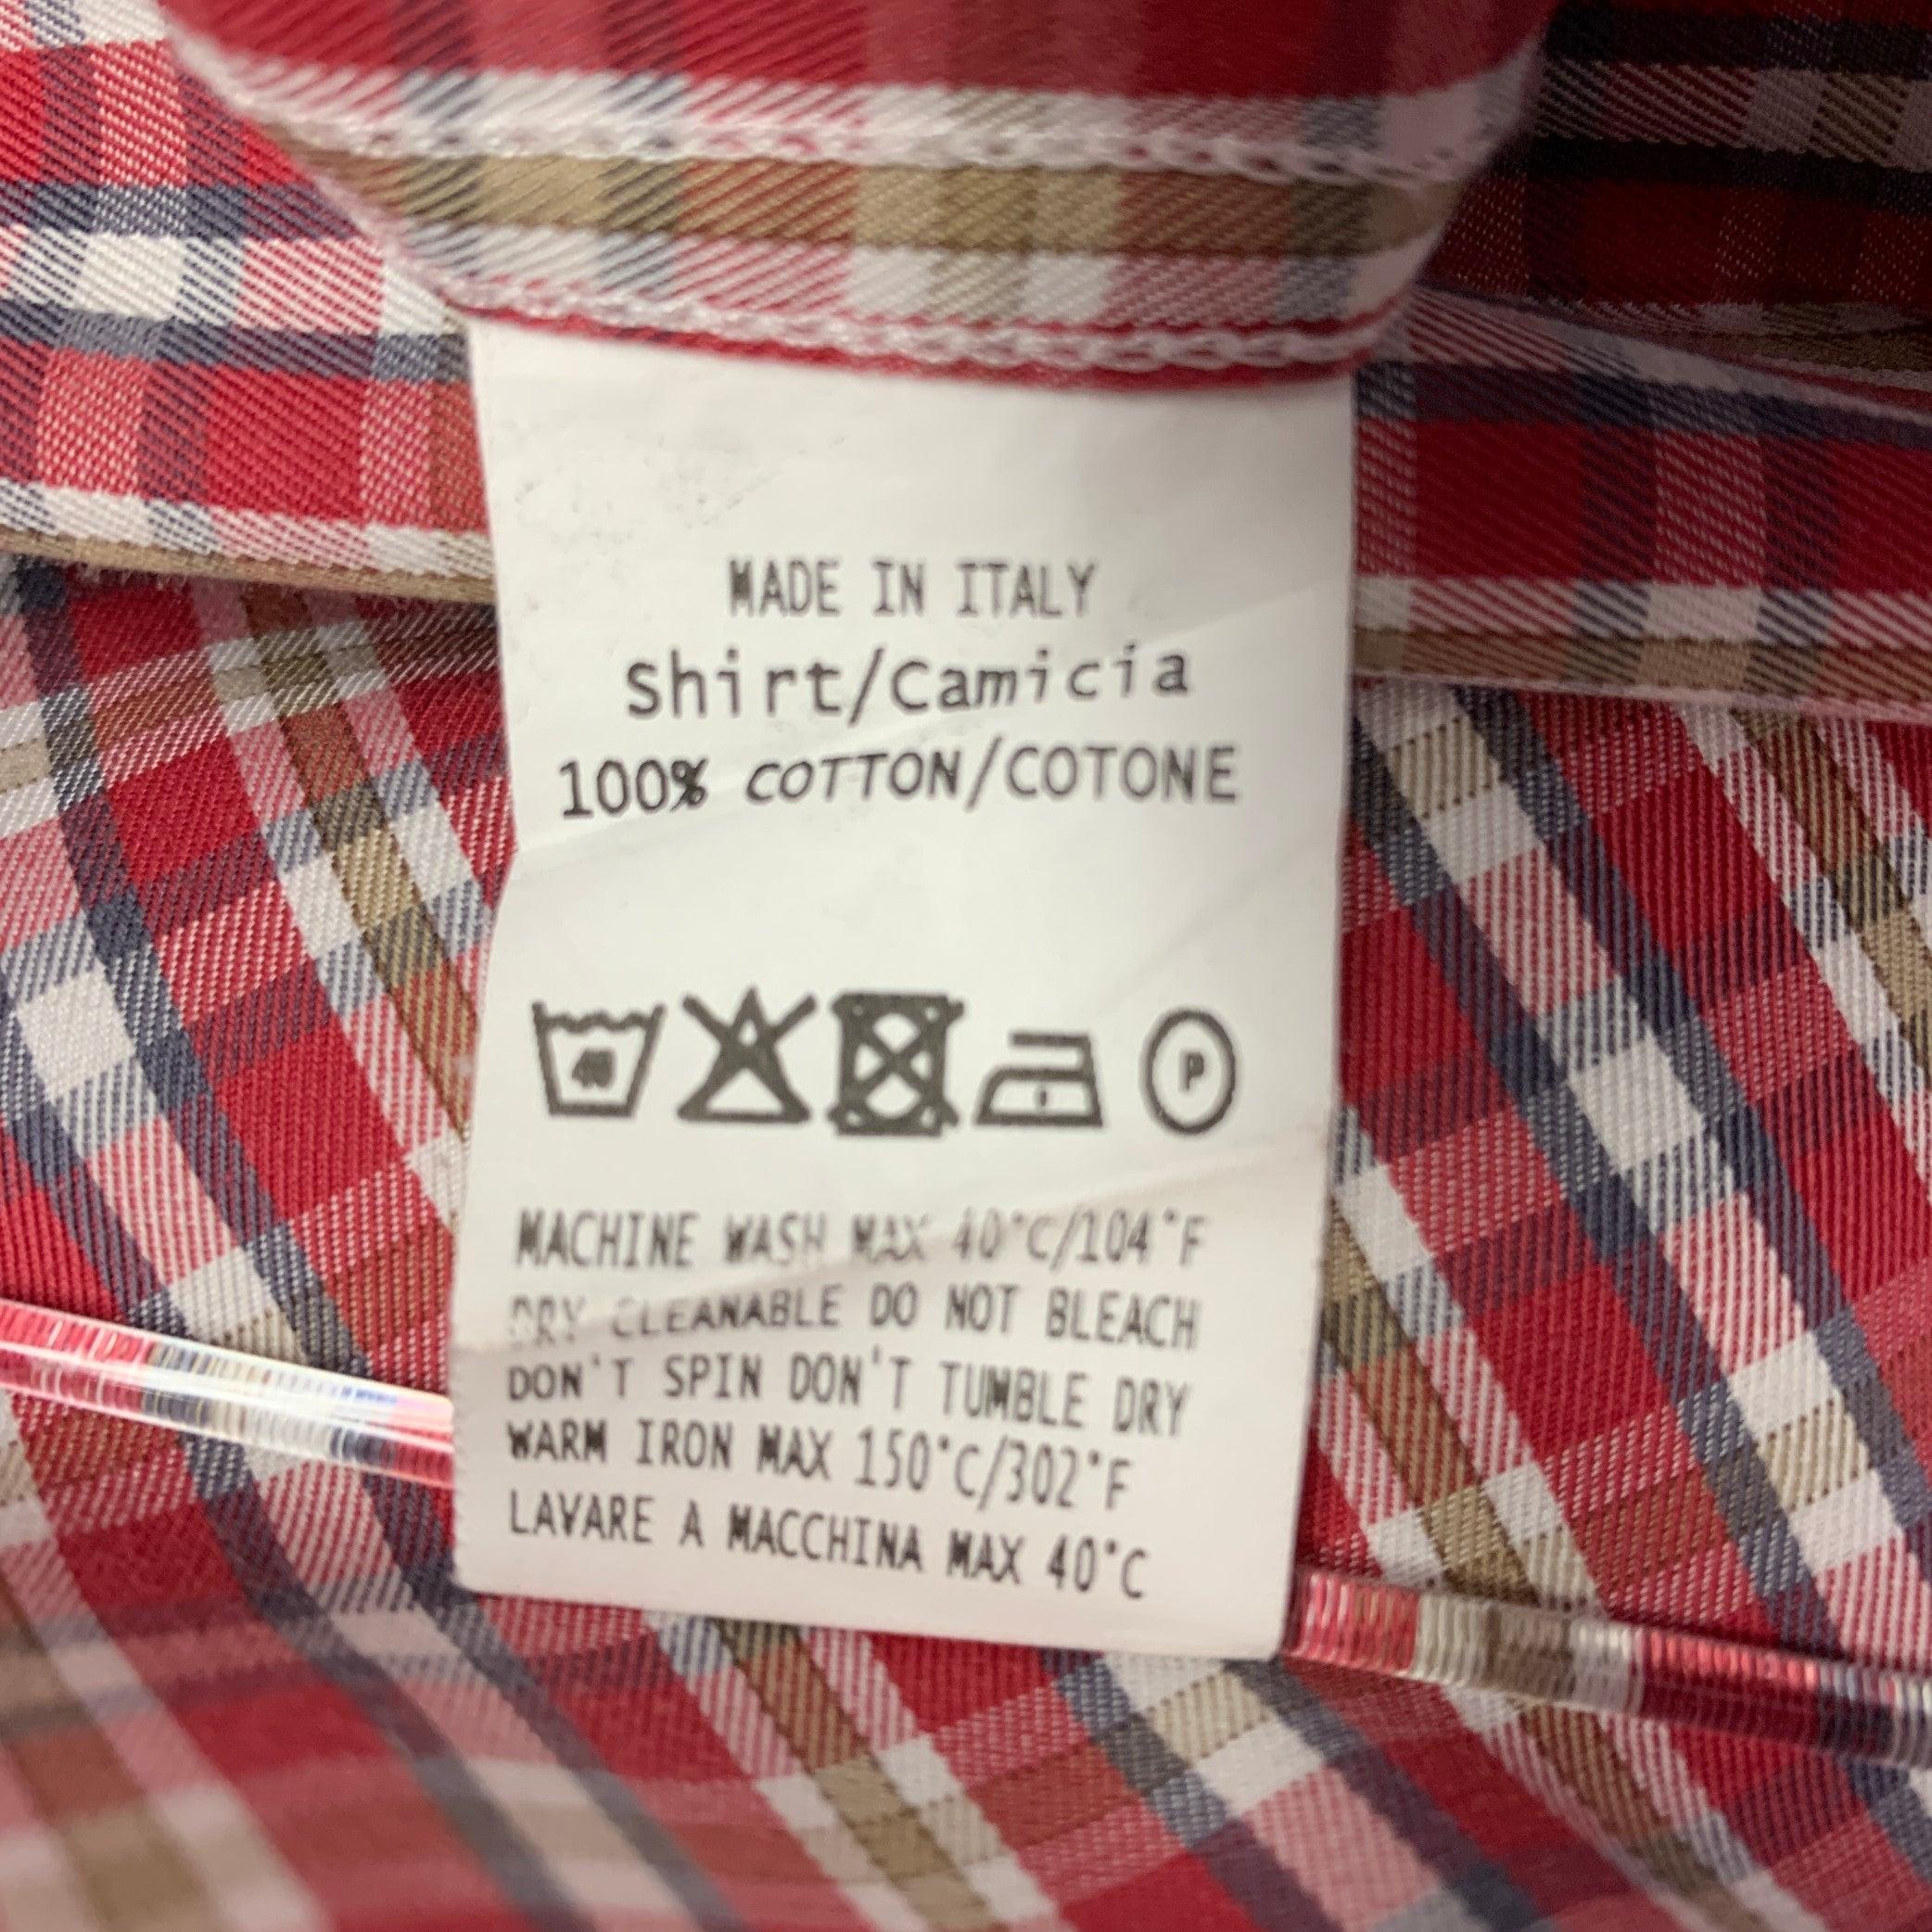 MADE IN ITALY
Shirt/Camicia
100% COTTON/COTONE
40 P
MACHINE WASH MAX 40°C/104°F
DRY CLEANABLE DO NOT BLEACH
DON'T SPIN DON'T TUMBLE DRY
WARM IRON MAX 150°C/302°F
LAVARE A MACCHINA MAX 40°C